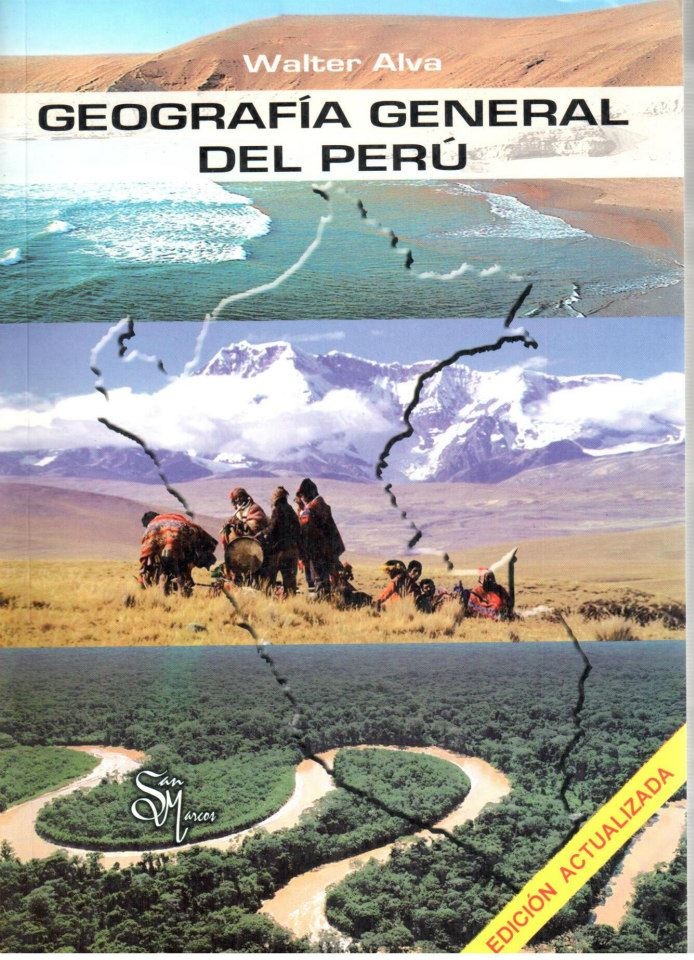 Walter Alva
GEOGRAFÍA GENERAL
DEL PERÚ
San
Marcos
EDICIÓN ACTUALIZADA